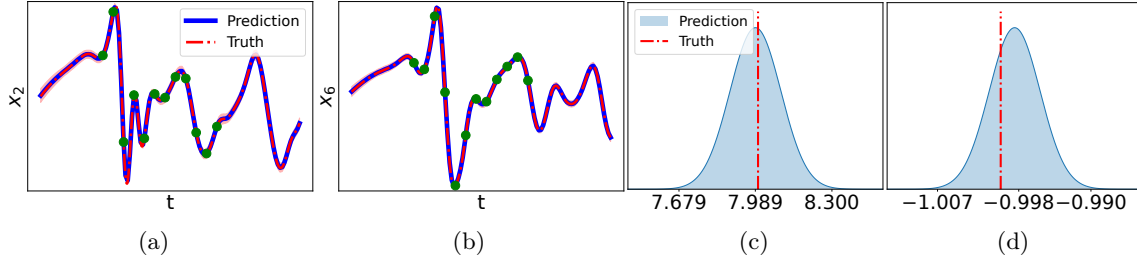 x₂
Prediction
Truth
t
(a)
x₆
t
(b)
Prediction
Truth
7.679 7.989 8.300
(c)
−1.007 −0.998 −0.990
(d)